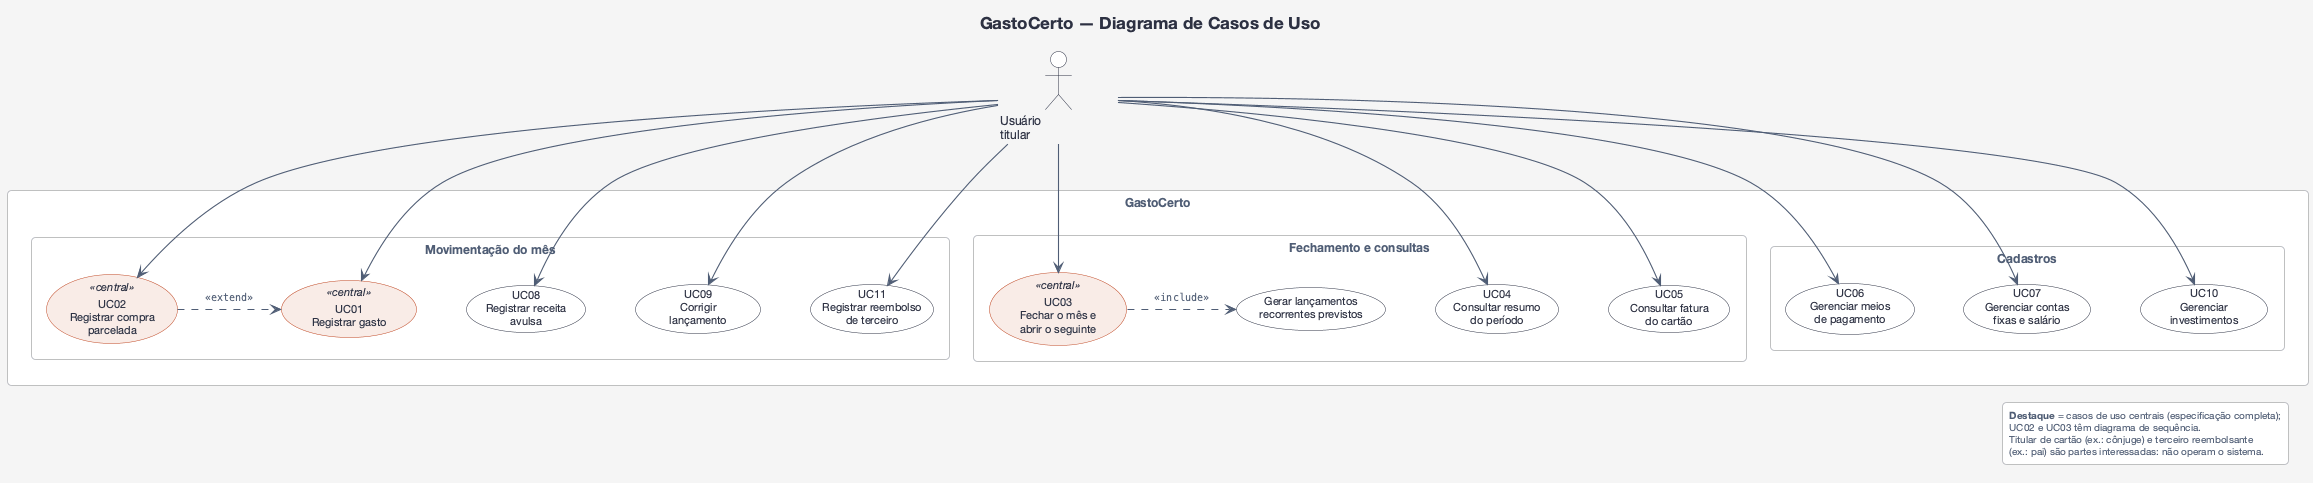 GastoCerto — Diagrama de Casos de Uso
Usuário
titular
GastoCerto
Movimentação do mês
«central»
UC02
Registrar compra
parcelada
«extend»
«central»
UC01
Registrar gasto
UC08
Registrar receita
avulsa
UC09
Corrigir
lançamento
UC11
Registrar reembolso
de terceiro
Fechamento e consultas
«central»
UC03
Fechar o mês e
abrir o seguinte
«include»
Gerar lançamentos
recorrentes previstos
UC04
Consultar resumo
do período
UC05
Consultar fatura
do cartão
Cadastros
UC06
Gerenciar meios
de pagamento
UC07
Gerenciar contas
fixas e salário
UC10
Gerenciar
investimentos
Destaque = casos de uso centrais (especificação completa);
UC02 e UC03 têm diagrama de sequência.
Titular de cartão (ex.: cônjuge) e terceiro reembolsante
(ex.: pai) são partes interessadas: não operam o sistema.